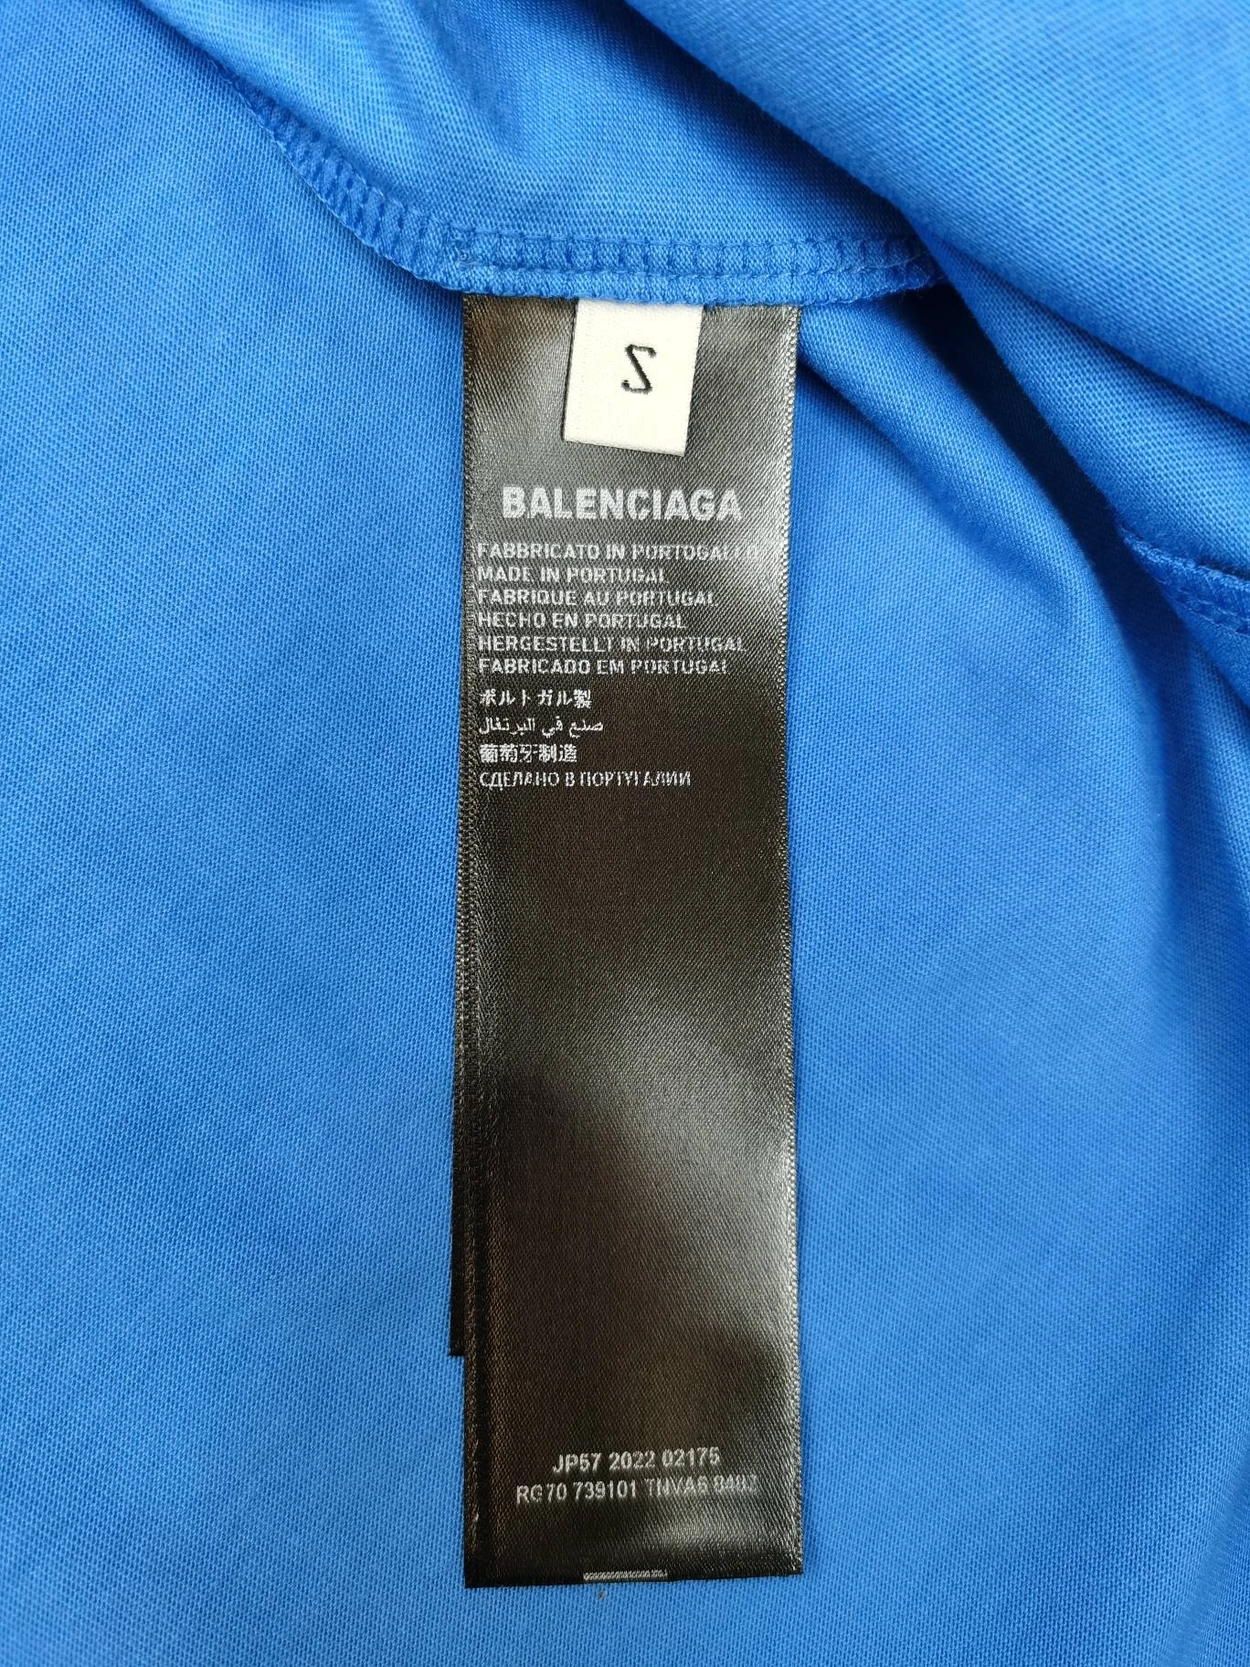 S
BALENCIAGA
FABBRICATO IN PORTOGALLO
MADE IN PORTUGAL
FABRIQUE AU PORTUGAL
HECHO EN PORTUGAL
HERGESTELLT IN PORTUGAL
FABRICADO EM PORTUGAL
ポルトガル製
صنع في البرتغال
葡萄牙制造
СДЕЛАНО В ПОРТУГАЛИИ
JP57 2022 02175
RG70 739101 TNVA6 8482